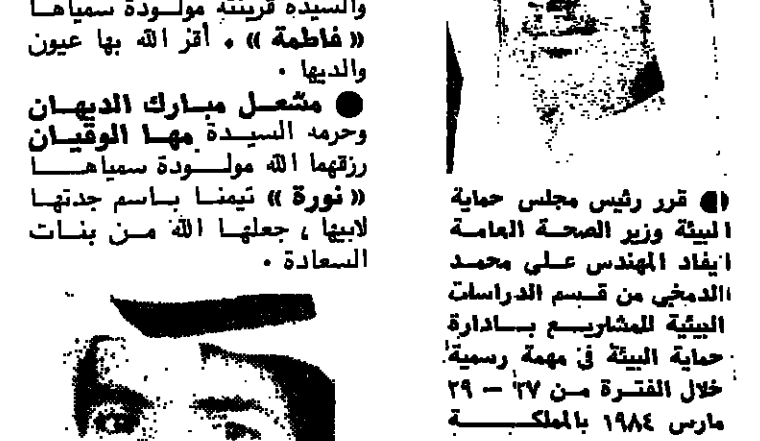 قرر رئيس مجلس حماية
البيئة وزير الصحة العامة
ايفاد المهندس علي محمد
الدمخي من قسم الدراسات
البيئية للمشاريع بادارة
حماية البيئة في مهمة رسمية
خلال الفترة من ٢٧ — ٢٩
مارس ١٩٨٤ بالملكة
والسيدة قرينته مولودة سمياها
« فاطمة » . أقر الله بها عيون
والديها .
● مشعل مبارك الديهان
وحرمه السيدة مها الوقيان
رزقهما الله مولودة سمياها
« نورة » تيمنا باسم جدتها
لابيها ، جعلها الله من بنات
السعادة .